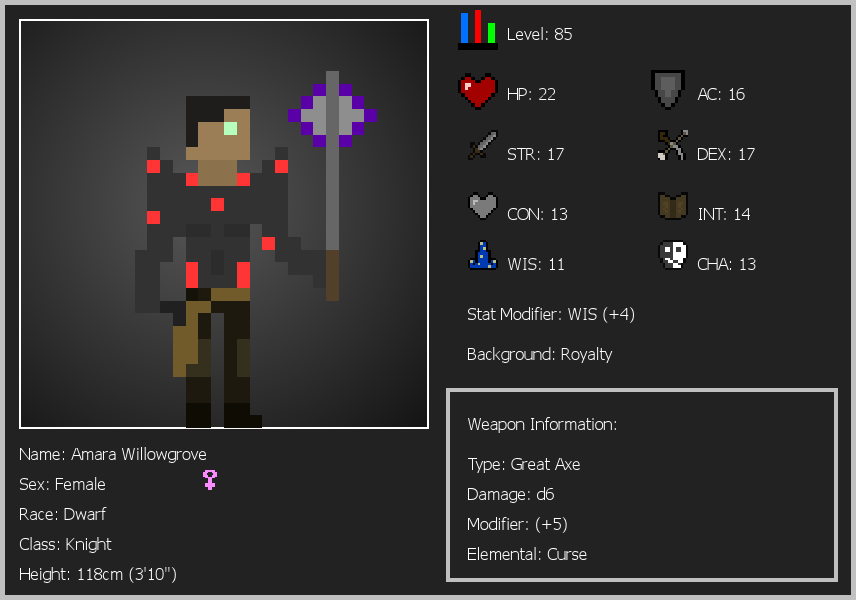 Level: 85
HP: 22
AC: 16
STR: 17
DEX: 17
CON: 13
INT: 14
WIS: 11
CHA: 13
Stat Modifier: WIS (+4)
Background: Royalty
Weapon Information:
Type: Great Axe
Damage: d6
Modifier: (+5)
Elemental: Curse
Name: Amara Willowgrove
Sex: Female
Race: Dwarf
Class: Knight
Height: 118cm (3'10")